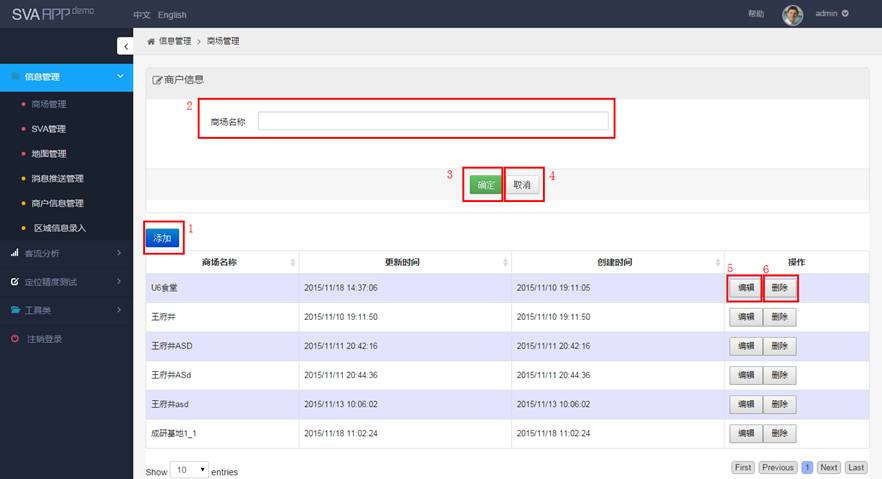 SVA APP demo 中文 English 帮助 admin
信息管理 > 商场管理
信息管理
商场管理
SVA管理
地图管理
消息推送管理
商户信息管理
区域信息录入
客流分析
定位精度测试
工具类
注销登录
商户信息
2
商场名称
3 确定 取消 4
添加 1
商场名称 更新时间 创建时间 操作
5 6
U6食堂 2015/11/18 14:37:06 2015/11/10 19:11:05 编辑 删除
王府井 2015/11/10 19:11:50 2015/11/10 19:11:50 编辑 删除
王府井ASD 2015/11/11 20:42:16 2015/11/11 20:42:16 编辑 删除
王府井ASd 2015/11/11 20:44:36 2015/11/11 20:44:36 编辑 删除
王府井asd 2015/11/13 10:06:02 2015/11/13 10:06:02 编辑 删除
成研基地1_1 2015/11/18 11:02:24 2015/11/18 11:02:24 编辑 删除
Show 10 entries First Previous 1 Next Last